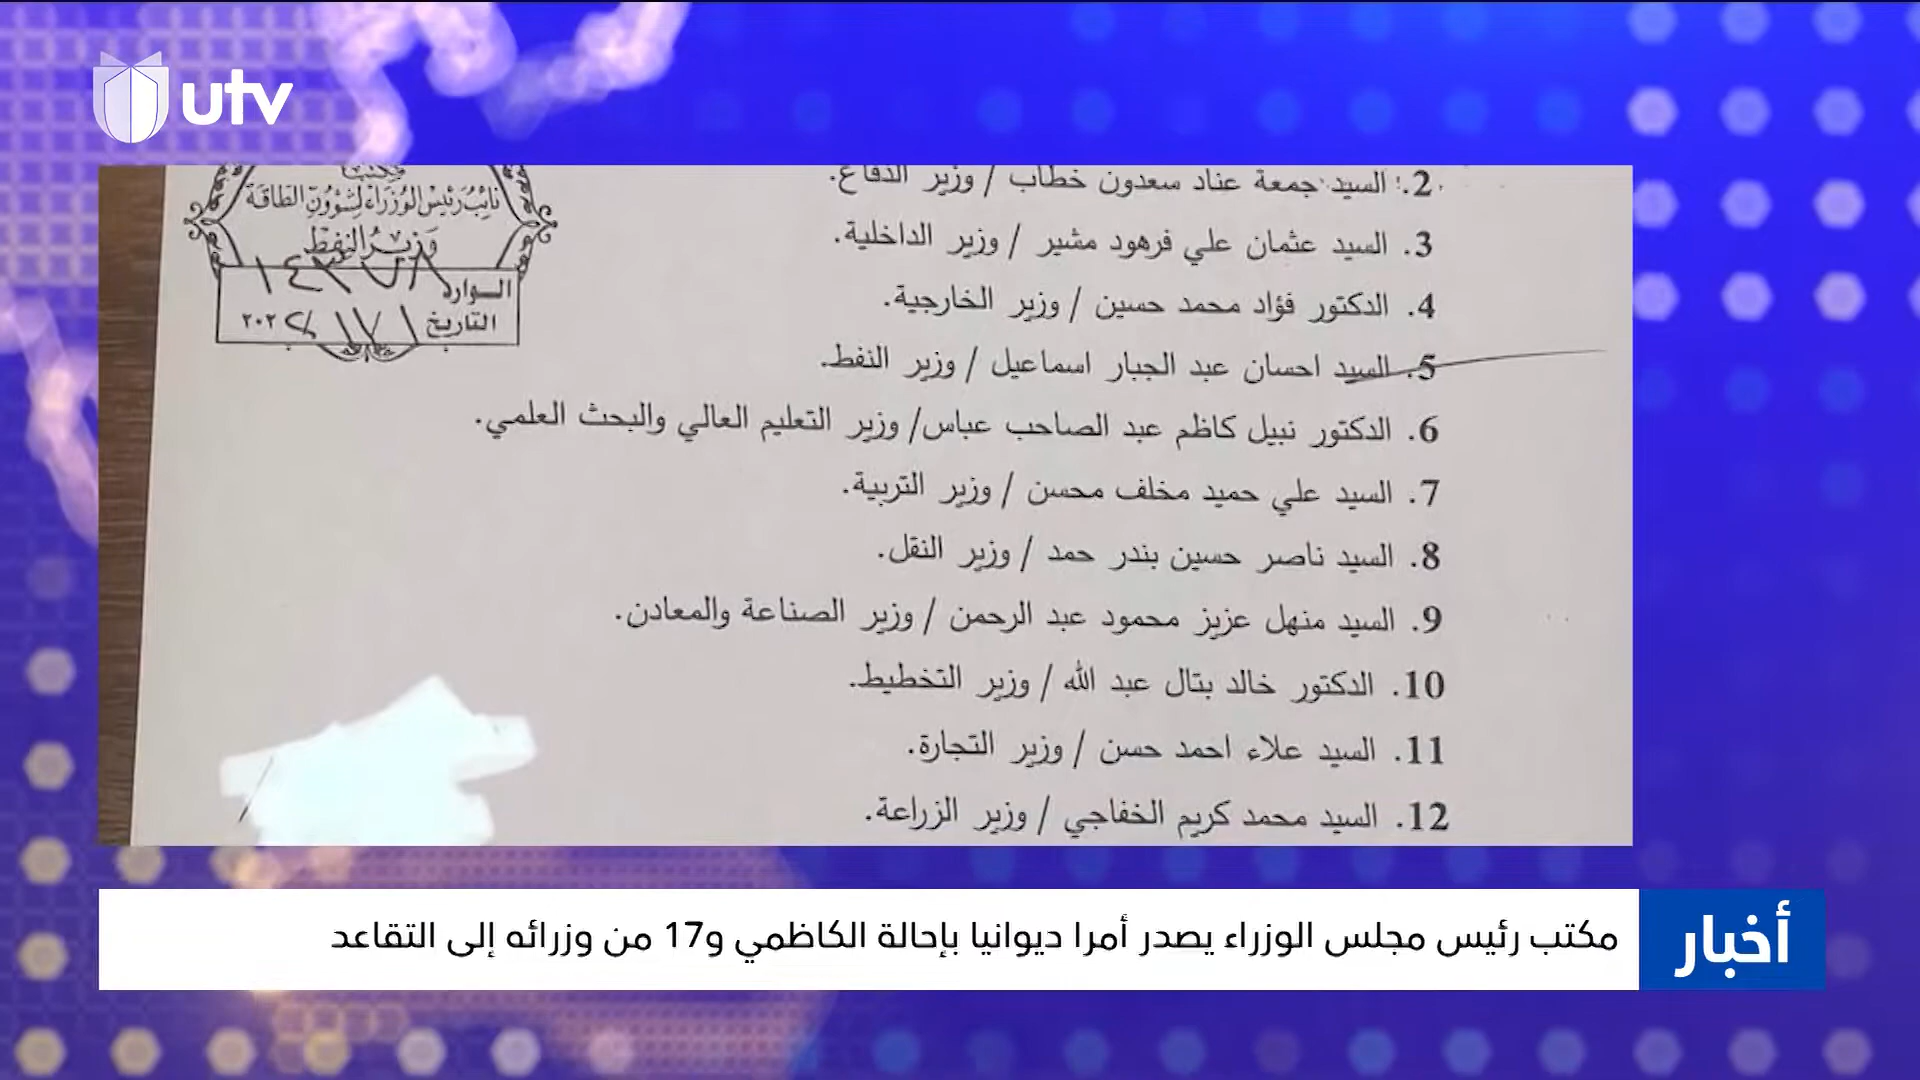 utv
مكتب
نائب رئيس الوزراء لشؤون الطاقة
وزير النفط
الوارد
التاريخ ٢٠٢
2. السيد جمعة عناد سعدون خطاب / وزير الدفاع.
3. السيد عثمان علي فرهود مشير / وزير الداخلية.
4. الدكتور فؤاد محمد حسين / وزير الخارجية.
5. السيد احسان عبد الجبار اسماعيل / وزير النفط.
6. الدكتور نبيل كاظم عبد الصاحب عباس/ وزير التعليم العالي والبحث العلمي.
7. السيد علي حميد مخلف محسن / وزير التربية.
8. السيد ناصر حسين بندر حمد / وزير النقل.
9. السيد منهل عزيز محمود عبد الرحمن / وزير الصناعة والمعادن.
10. الدكتور خالد بتال عبد الله / وزير التخطيط.
11. السيد علاء احمد حسن / وزير التجارة.
12. السيد محمد كريم الخفاجي / وزير الزراعة.
أخبار
مكتب رئيس مجلس الوزراء يصدر أمرا ديوانيا بإحالة الكاظمي و17 من وزرائه إلى التقاعد